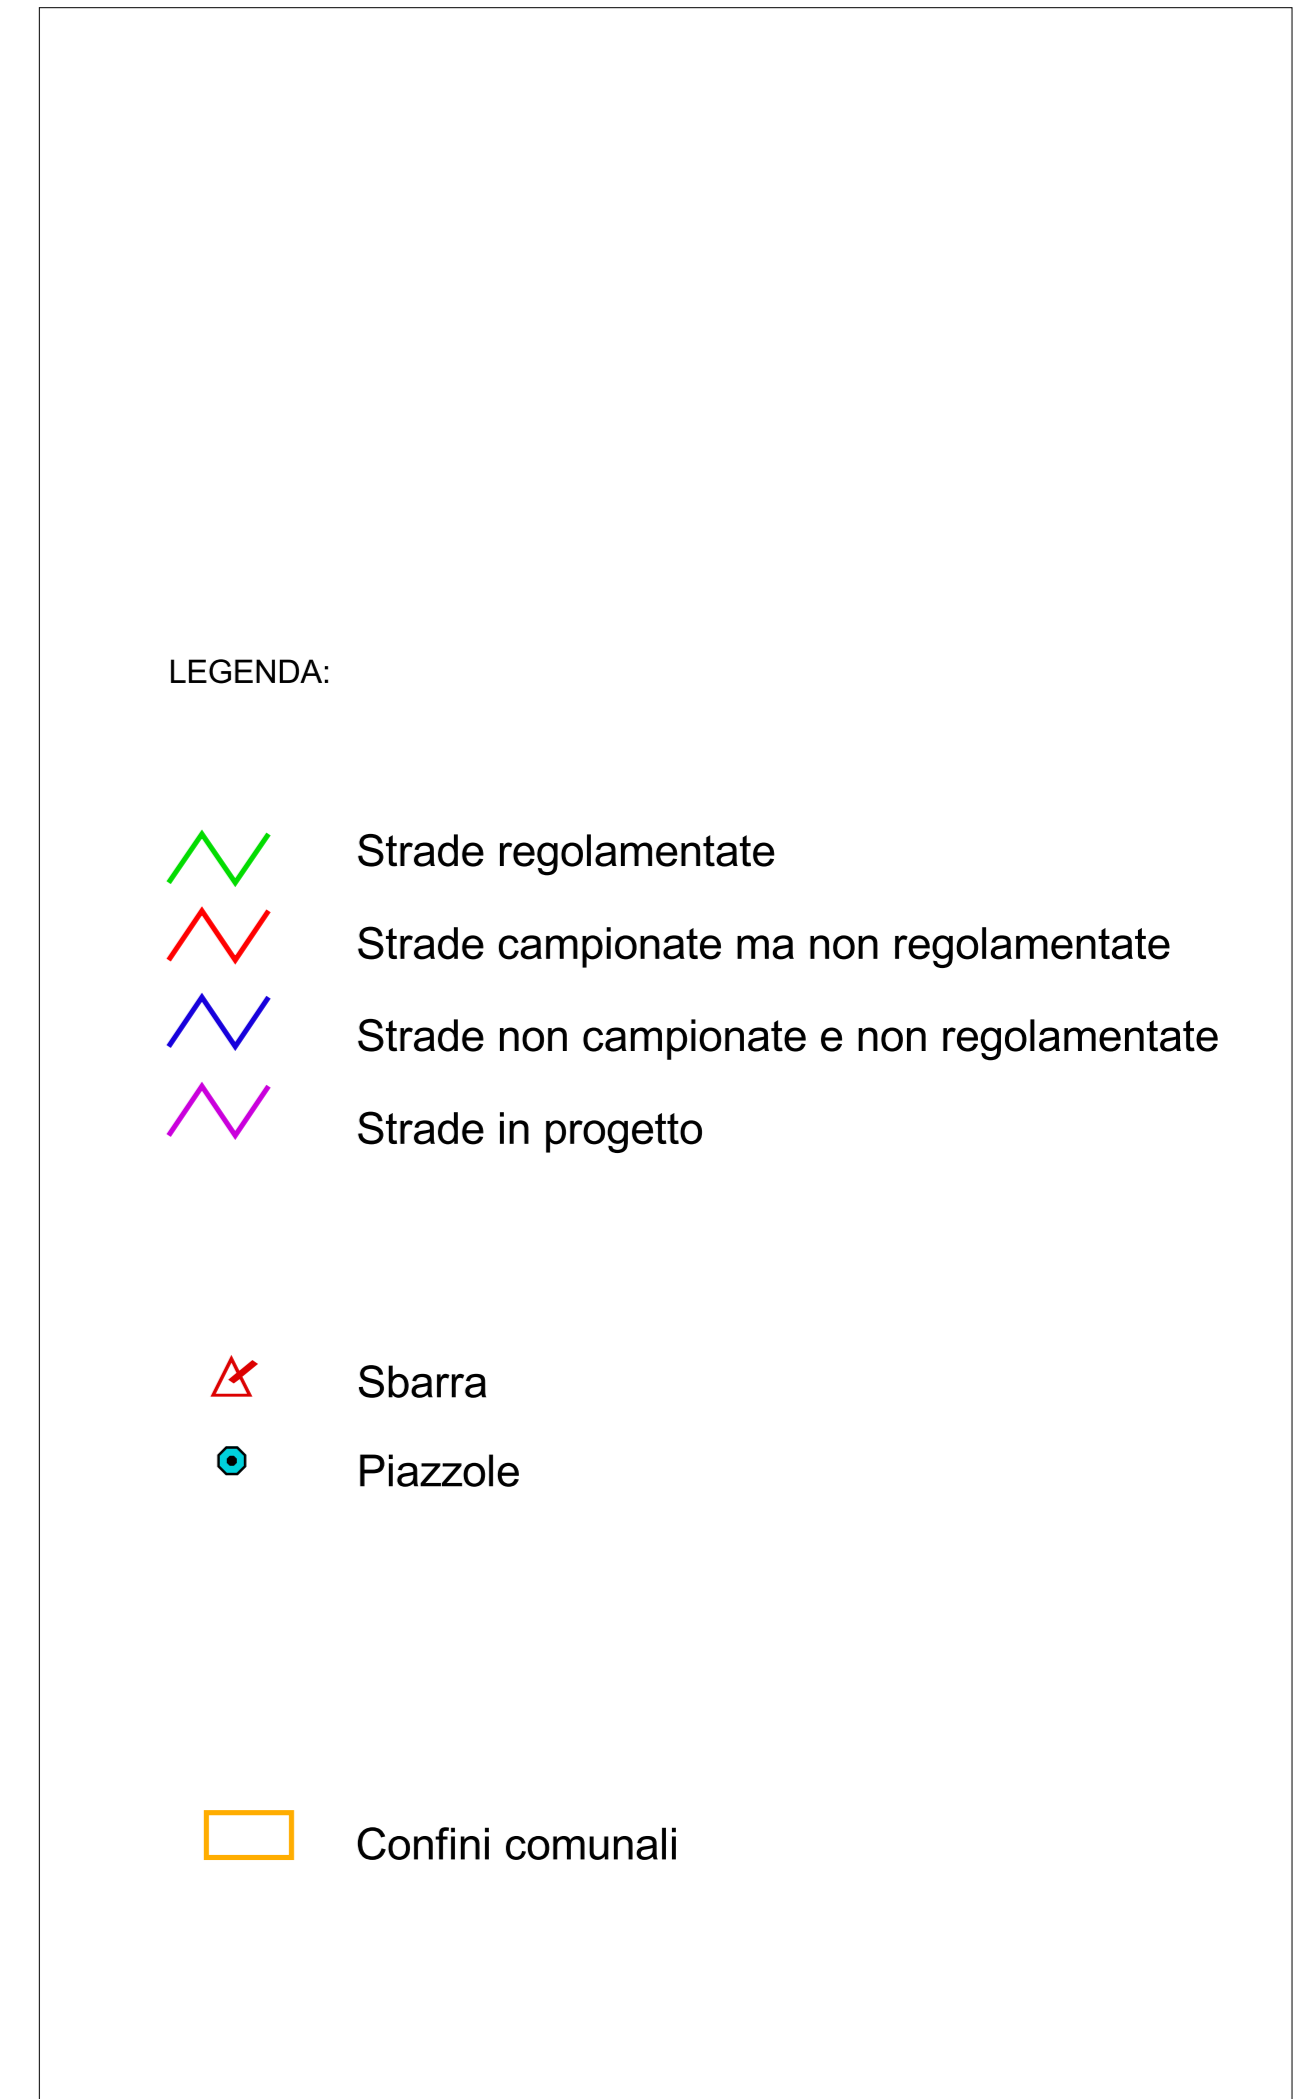 LEGENDA:
Strade regolamentate
Strade campionate ma non regolamentate
Strade non campionate e non regolamentate
Strade in progetto
Sbarra
Piazzole
Confini comunali